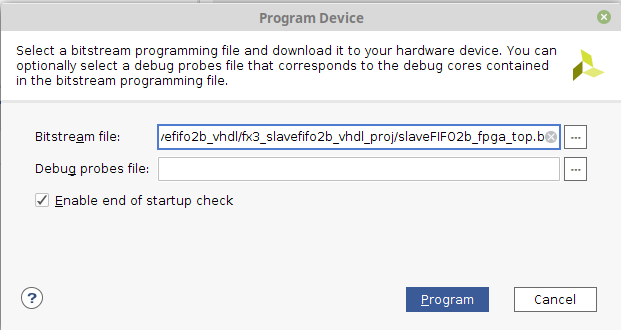 Program Device
Select a bitstream programming file and download it to your hardware device. You can
optionally select a debug probes file that corresponds to the debug cores contained
in the bitstream programming file.
Bitstream file: vefifo2b_vhdl/fx3_slavefifo2b_vhdl_proj/slaveFIFO2b_fpga_top.b ...
Debug probes file: ...
Enable end of startup check
?
Program Cancel